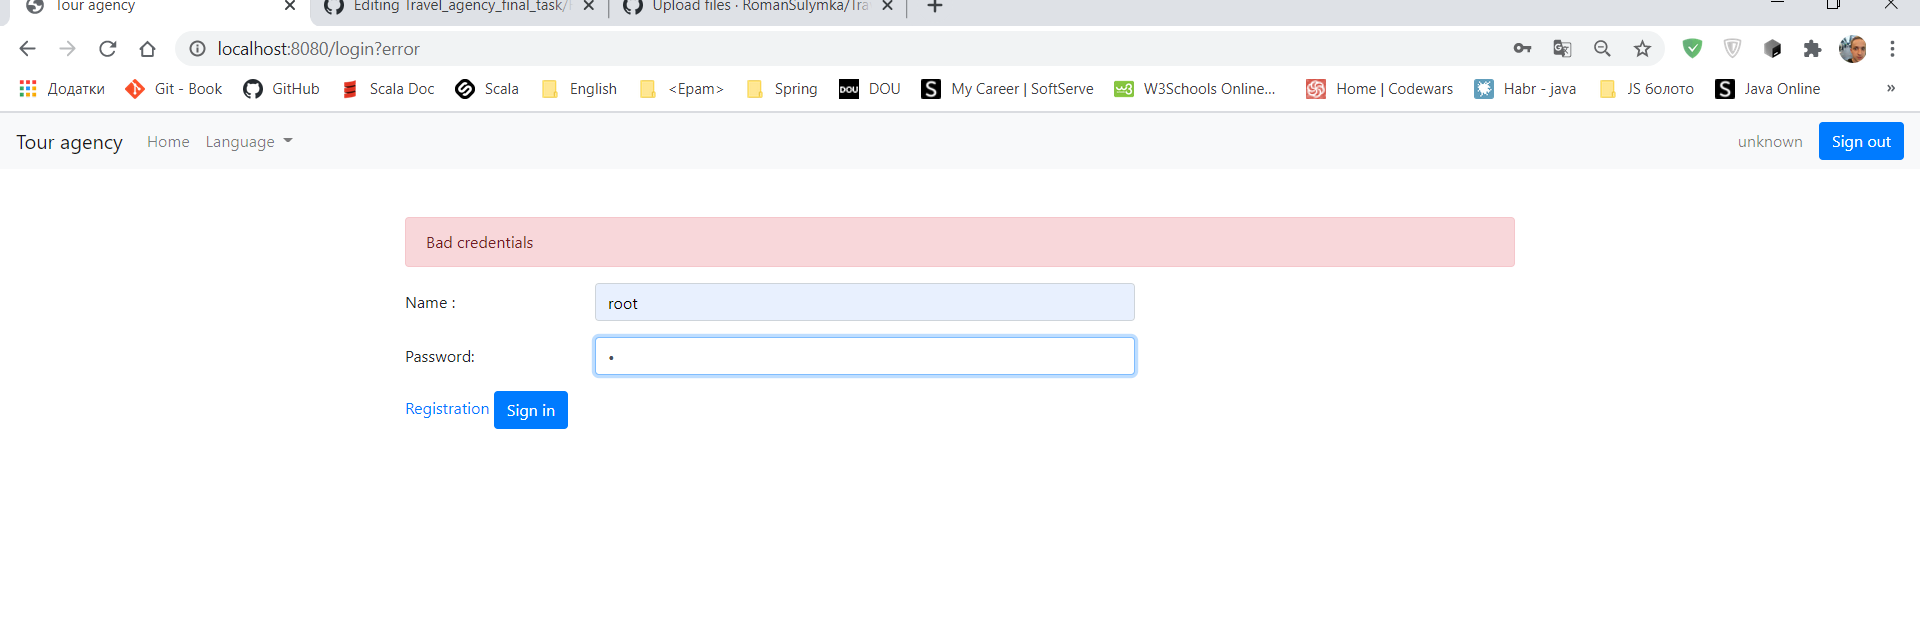 Tour agency Editing Travel_agency_final_task/ Upload files · RomanSulymka/Tra
localhost:8080/login?error
Додатки Git - Book GitHub Scala Doc Scala English <Epam> Spring DOU DOU My Career | SoftServe W3Schools Online... Home | Codewars Habr - java JS болото Java Online »
Tour agency Home Language unknown Sign out
Bad credentials
Name : root
Password: •
Registration Sign in